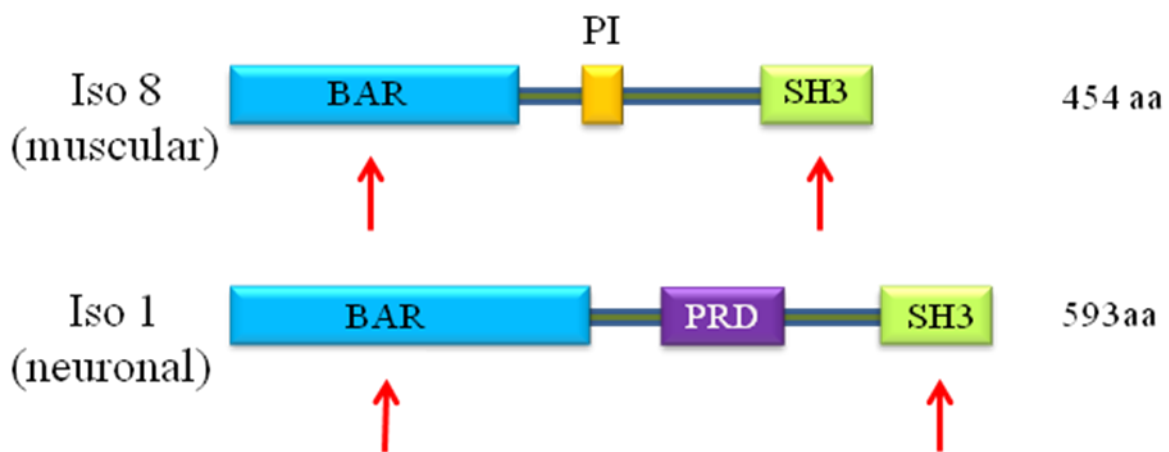 PI
Iso 8
(muscular)
BAR
SH3
454 aa
Iso 1
(neuronal)
BAR
PRD
SH3
593aa